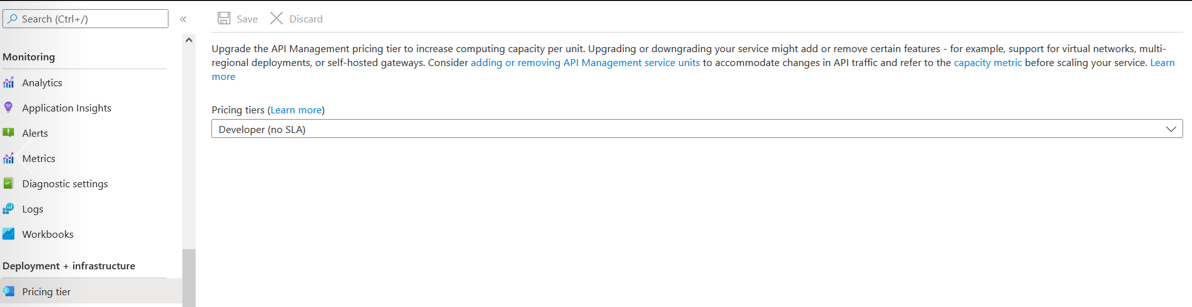 Search (Ctrl+/)
«
Save
Discard
Monitoring
Analytics
Application Insights
Alerts
Metrics
Diagnostic settings
Logs
Workbooks
Deployment + infrastructure
Pricing tier
Upgrade the API Management pricing tier to increase computing capacity per unit. Upgrading or downgrading your service might add or remove certain features - for example, support for virtual networks, multi-
regional deployments, or self-hosted gateways. Consider adding or removing API Management service units to accommodate changes in API traffic and refer to the capacity metric before scaling your service. Learn
more
Pricing tiers (Learn more)
Developer (no SLA)